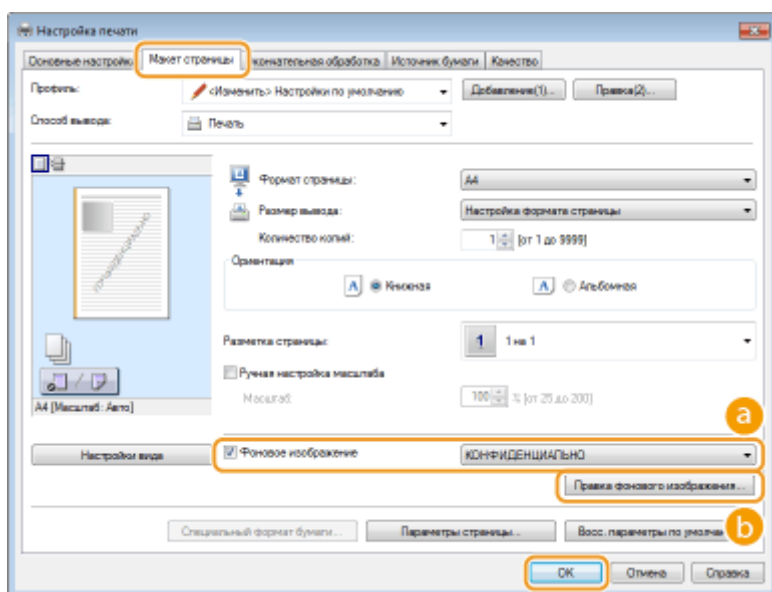 Настройка печати
Основные настройки Макет страницы Окончательная обработка Источник бумаги Качество
Профиль: <Изменить> Настройки по умолчанию Добавление(1)... Правка(2)...
Способ вывода: Печать
Формат страницы: A4
Размер вывода: Настройка формата страницы
Количество копий: 1 [от 1 до 9999]
Ориентация
A Книжная A Альбомная
Разметка страницы: 1 1 на 1
Ручная настройка масштаба
Масштаб: 100 % [от 25 до 200]
A4 [Масштаб: Авто]
a
Настройки вида Фоновое изображение КОНФИДЕНЦИАЛЬНО
Правка фонового изображения...
b
Специальный формат бумаги... Параметры страницы... Восс. параметры по умолчан
OK Отмена Справка